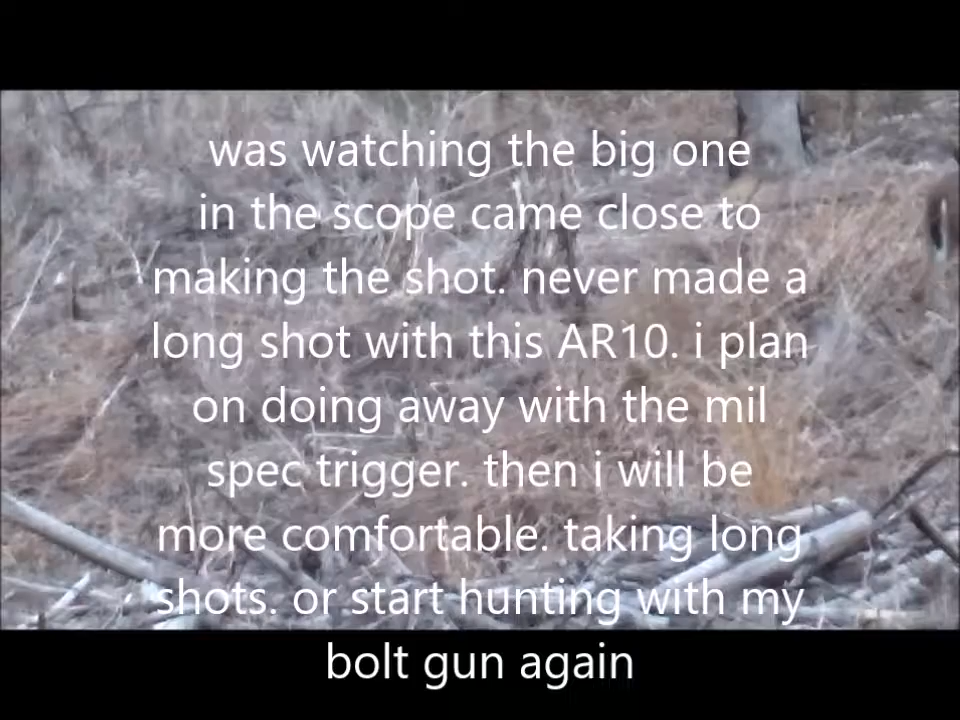 was watching the big one
in the scope came close to
making the shot. never made a
long shot with this AR10. i plan
on doing away with the mil
spec trigger. then i will be
more comfortable. taking long
shots. or start hunting with my
bolt gun again